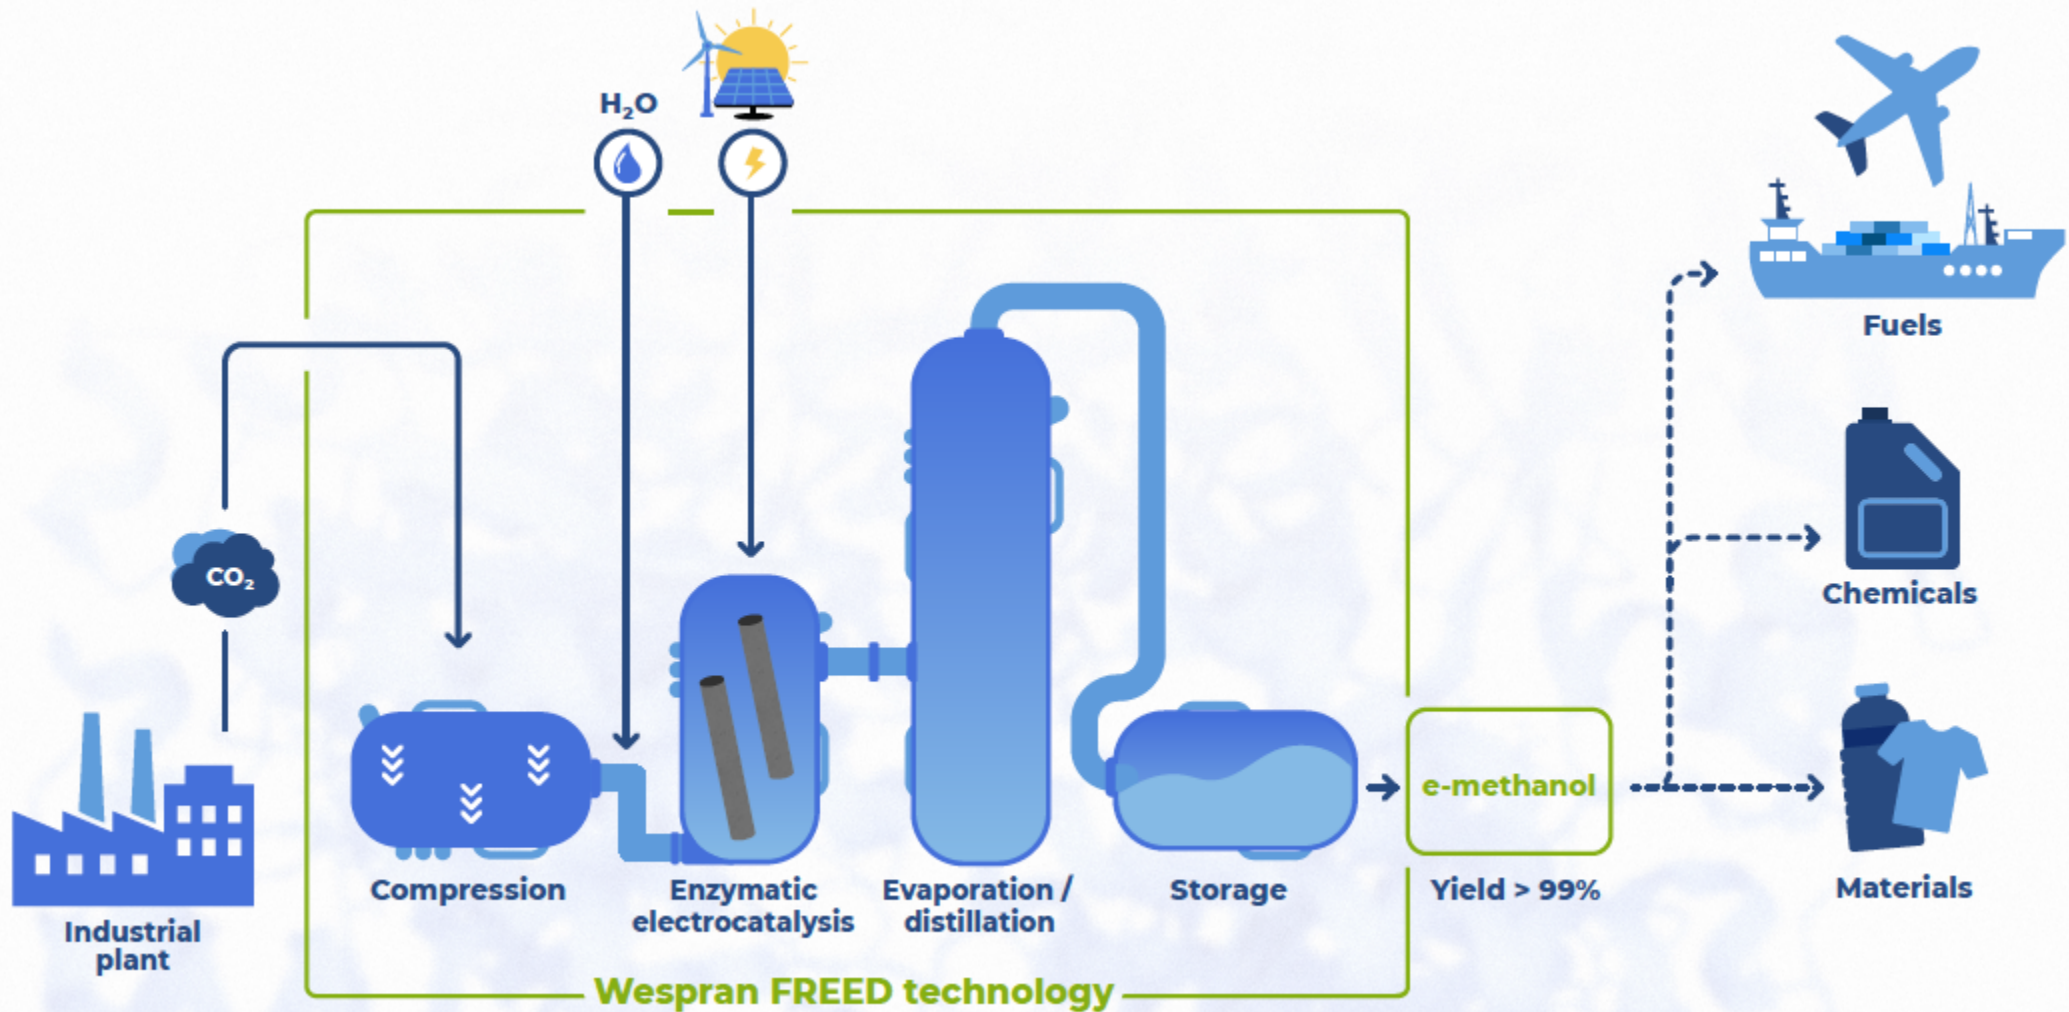 H₂O
CO₂
Industrial
plant
Compression
Enzymatic
electrocatalysis
Evaporation /
distillation
Storage
e-methanol
Yield > 99%
Fuels
Chemicals
Materials
Wespran FREED technology